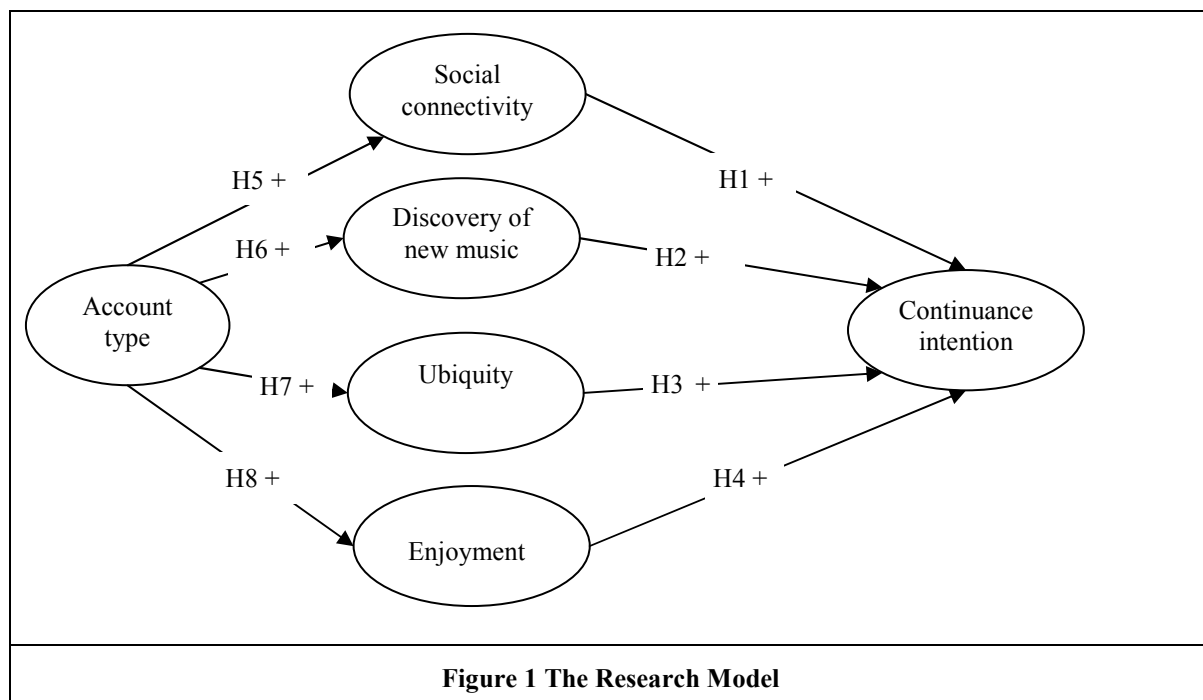 Social
connectivity
H5 +
H1 +
Discovery of
new music
H6 +
H2 +
Account
type
Continuance
intention
Ubiquity
H7 +
H3 +
H8 +
H4 +
Enjoyment
Figure 1 The Research Model